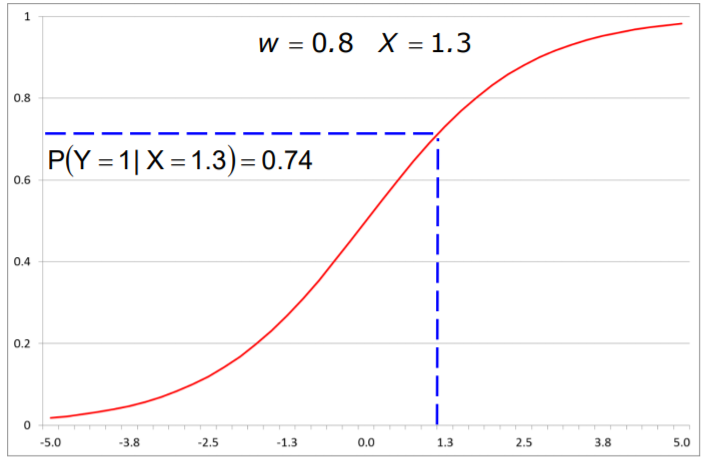 1
w = 0.8 X = 1.3
0.8
P(Y = 1| X = 1.3) = 0.74
0.6
0.4
0.2
0
-5.0 -3.8 -2.5 -1.3 0.0 1.3 2.5 3.8 5.0